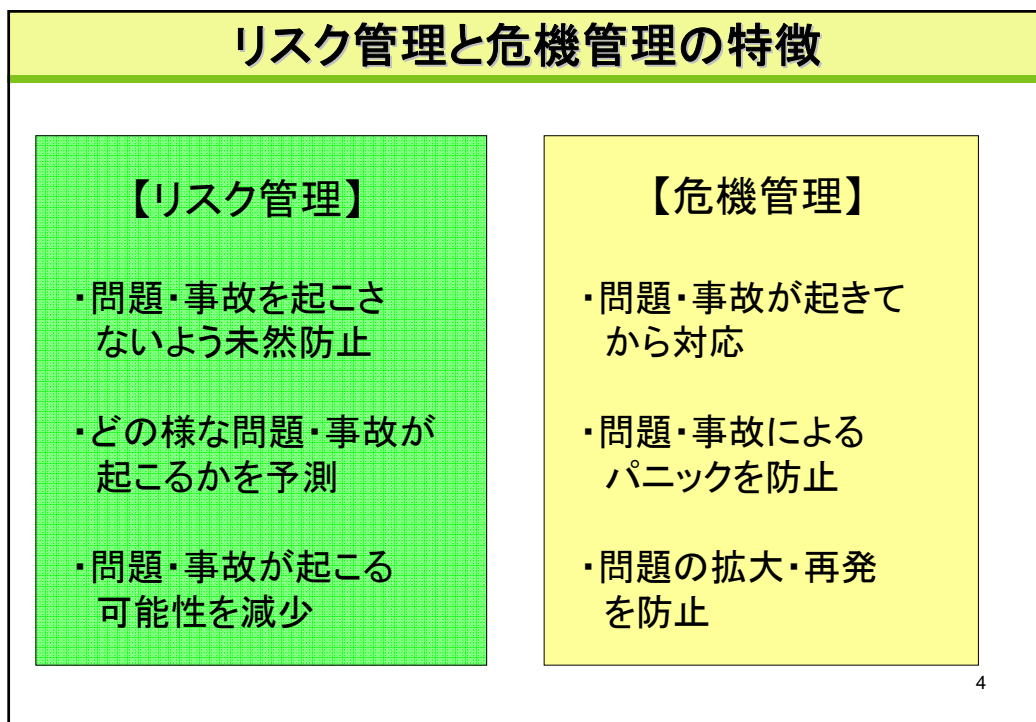 リスク管理と危機管理の特徴
【リスク管理】
・問題・事故を起こさ
ないよう未然防止
・どの様な問題・事故が
起こるかを予測
・問題・事故が起こる
可能性を減少
【危機管理】
・問題・事故が起きて
から対応
・問題・事故による
パニックを防止
・問題の拡大・再発
を防止
4